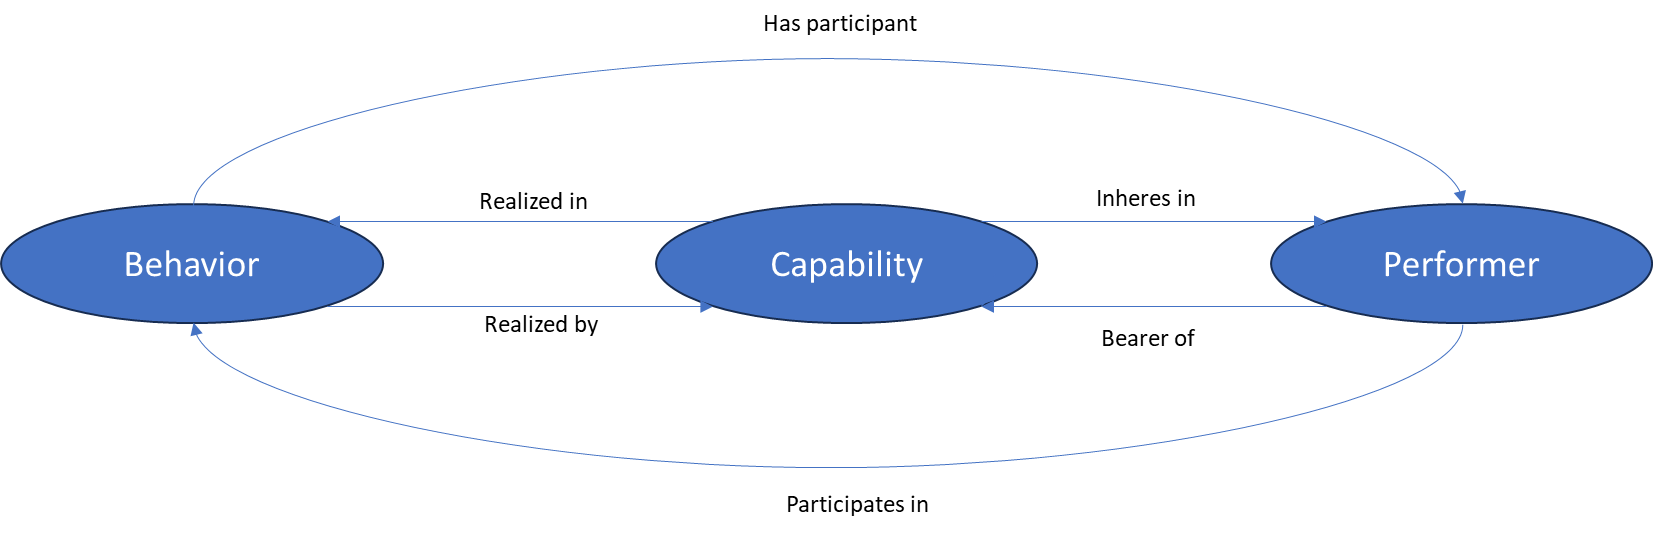 Has participant
Realized in
Inheres in
Behavior
Capability
Performer
Realized by
Bearer of
Participates in